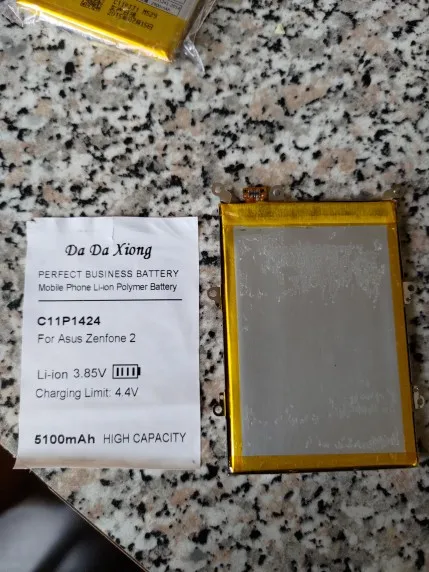 Da Da Xiong
PERFECT BUSINESS BATTERY
Mobile Phone Li-ion Polymer Battery
C11P1424
For Asus Zenfone 2
Li-ion 3.85V
Charging Limit: 4.4V
5100mAh HIGH CAPACITY